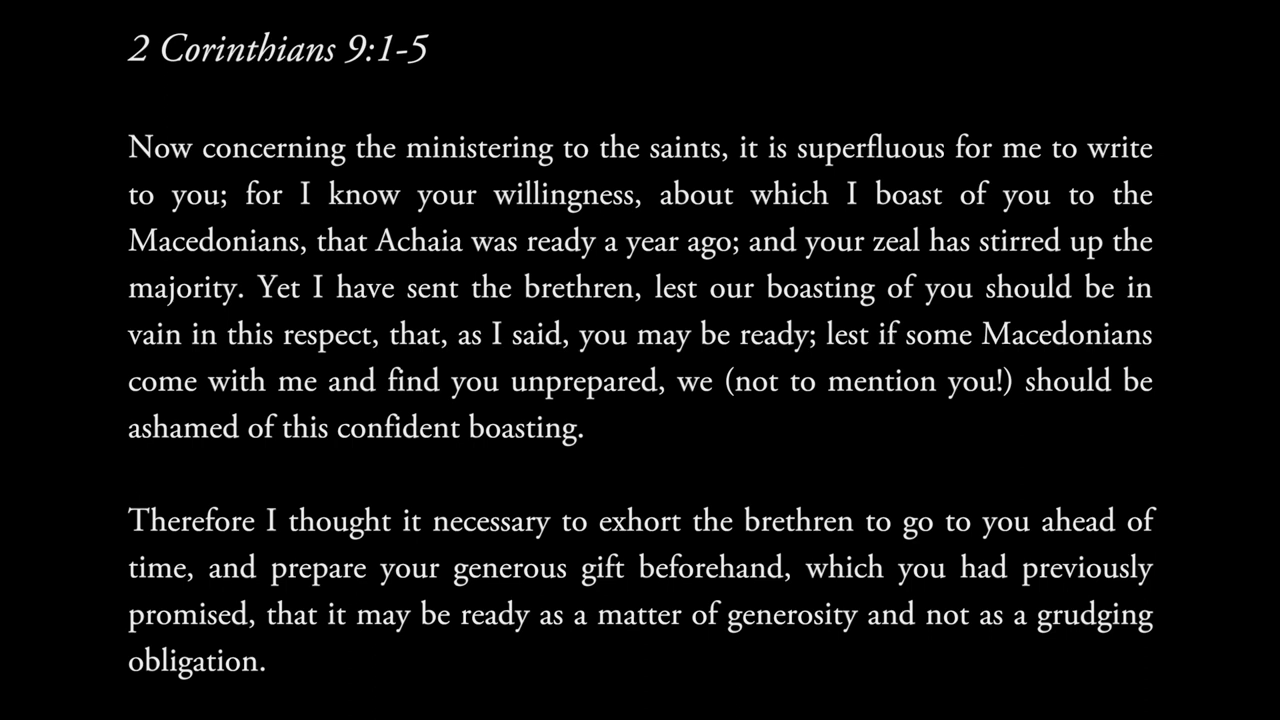 2 Corinthians 9:1-5
Now concerning the ministering to the saints, it is superfluous for me to write
to you; for I know your willingness, about which I boast of you to the
Macedonians, that Achaia was ready a year ago; and your zeal has stirred up the
majority. Yet I have sent the brethren, lest our boasting of you should be in
vain in this respect, that, as I said, you may be ready; lest if some Macedonians
come with me and find you unprepared, we (not to mention you!) should be
ashamed of this confident boasting.
Therefore I thought it necessary to exhort the brethren to go to you ahead of
time, and prepare your generous gift beforehand, which you had previously
promised, that it may be ready as a matter of generosity and not as a grudging
obligation.